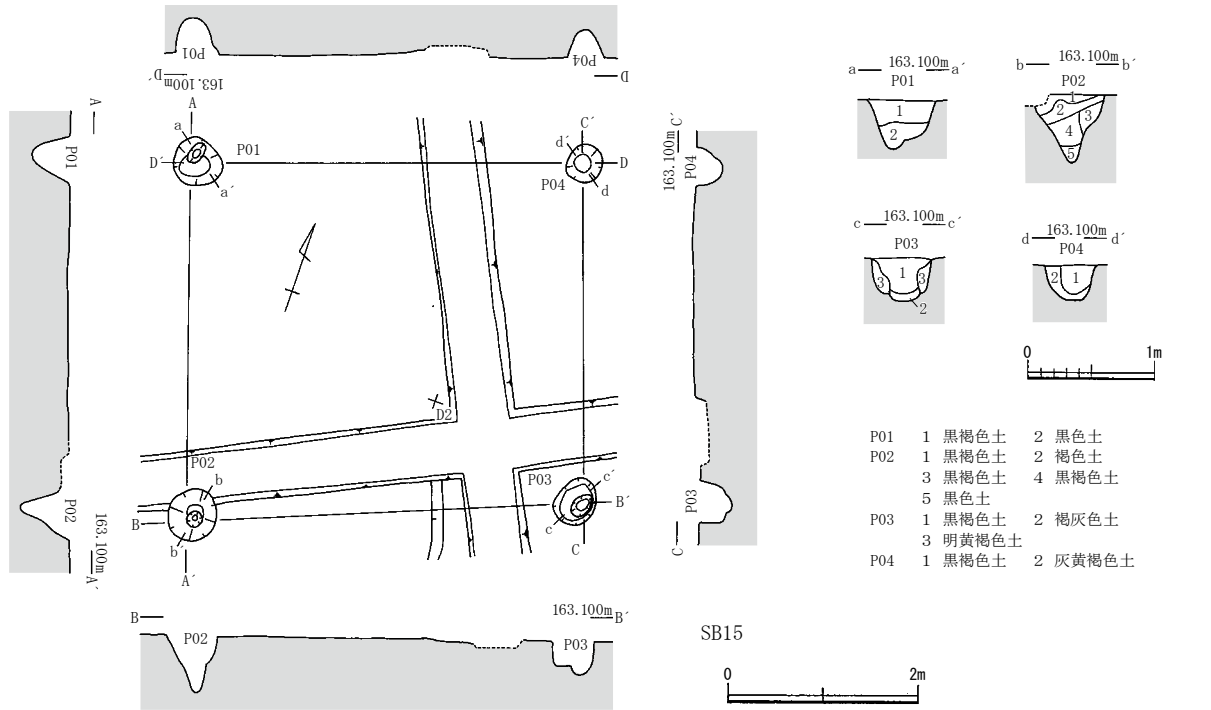 P01
P04
D´
163.100m
D
A
a
P01
D´
a´
C´
d´
D
P04
d
A
P01
163.100m
C´
P04
D2
P02
b
B
b´
A´
P03
c´
B´
c
C
P02
163.100m
A´
P03
C
B
163.100m
B´
P02
P03
a
163.100m
a´
P01
1
2
b
163.100m
b´
P02
1
2
3
4
5
c
163.100m
c´
P03
1
3
3
2
d
163.100m
d´
P04
2
1
0
1m
P01 1 黒褐色土 2 黒色土
P02 1 黒褐色土 2 褐色土
3 黒褐色土 4 黒褐色土
5 黒色土
P03 1 黒褐色土 2 褐灰色土
3 明黄褐色土
P04 1 黒褐色土 2 灰黄褐色土
SB15
0
2m